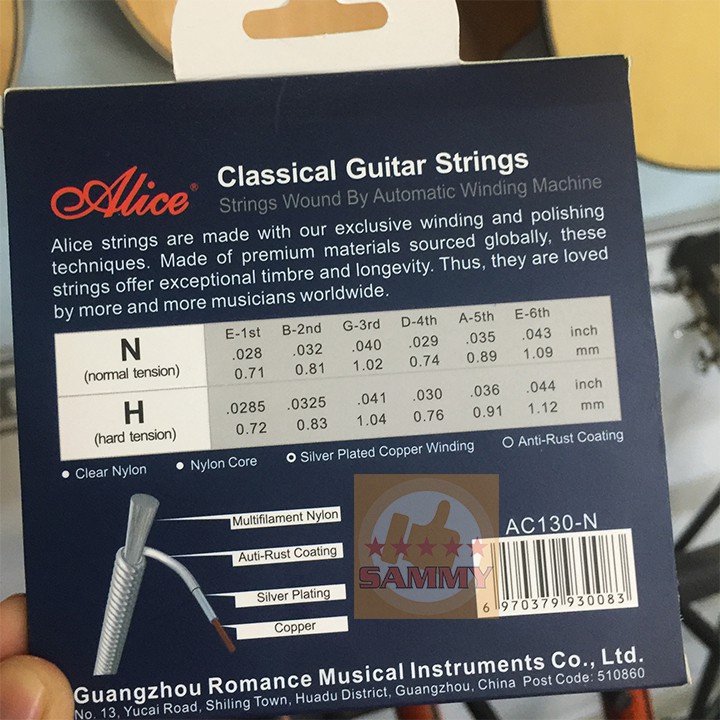 Alice®
Classical Guitar Strings
Strings Wound By Automatic Winding Machine
Alice strings are made with our exclusive winding and polishing
techniques. Made of premium materials sourced globally, these
strings offer exceptional timbre and longevity. Thus, they are loved
by more and more musicians worldwide.
E-1st B-2nd G-3rd D-4th A-5th E-6th
N .028 .032 .040 .029 .035 .043 inch
(normal tension) 0.71 0.81 1.02 0.74 0.89 1.09 mm
H .0285 .0325 .041 .030 .036 .044 inch
(hard tension) 0.72 0.83 1.04 0.76 0.91 1.12 mm
Clear Nylon Nylon Core Silver Plated Copper Winding Anti-Rust Coating
Multifilament Nylon
Anti-Rust Coating
Silver Plating
Copper
AC130-N
SAMMY
6 970379 930083
Guangzhou Romance Musical Instruments Co., Ltd.
No. 13, Yucai Road, Shiling Town, Huadu District, Guangzhou, China Post Code: 510860